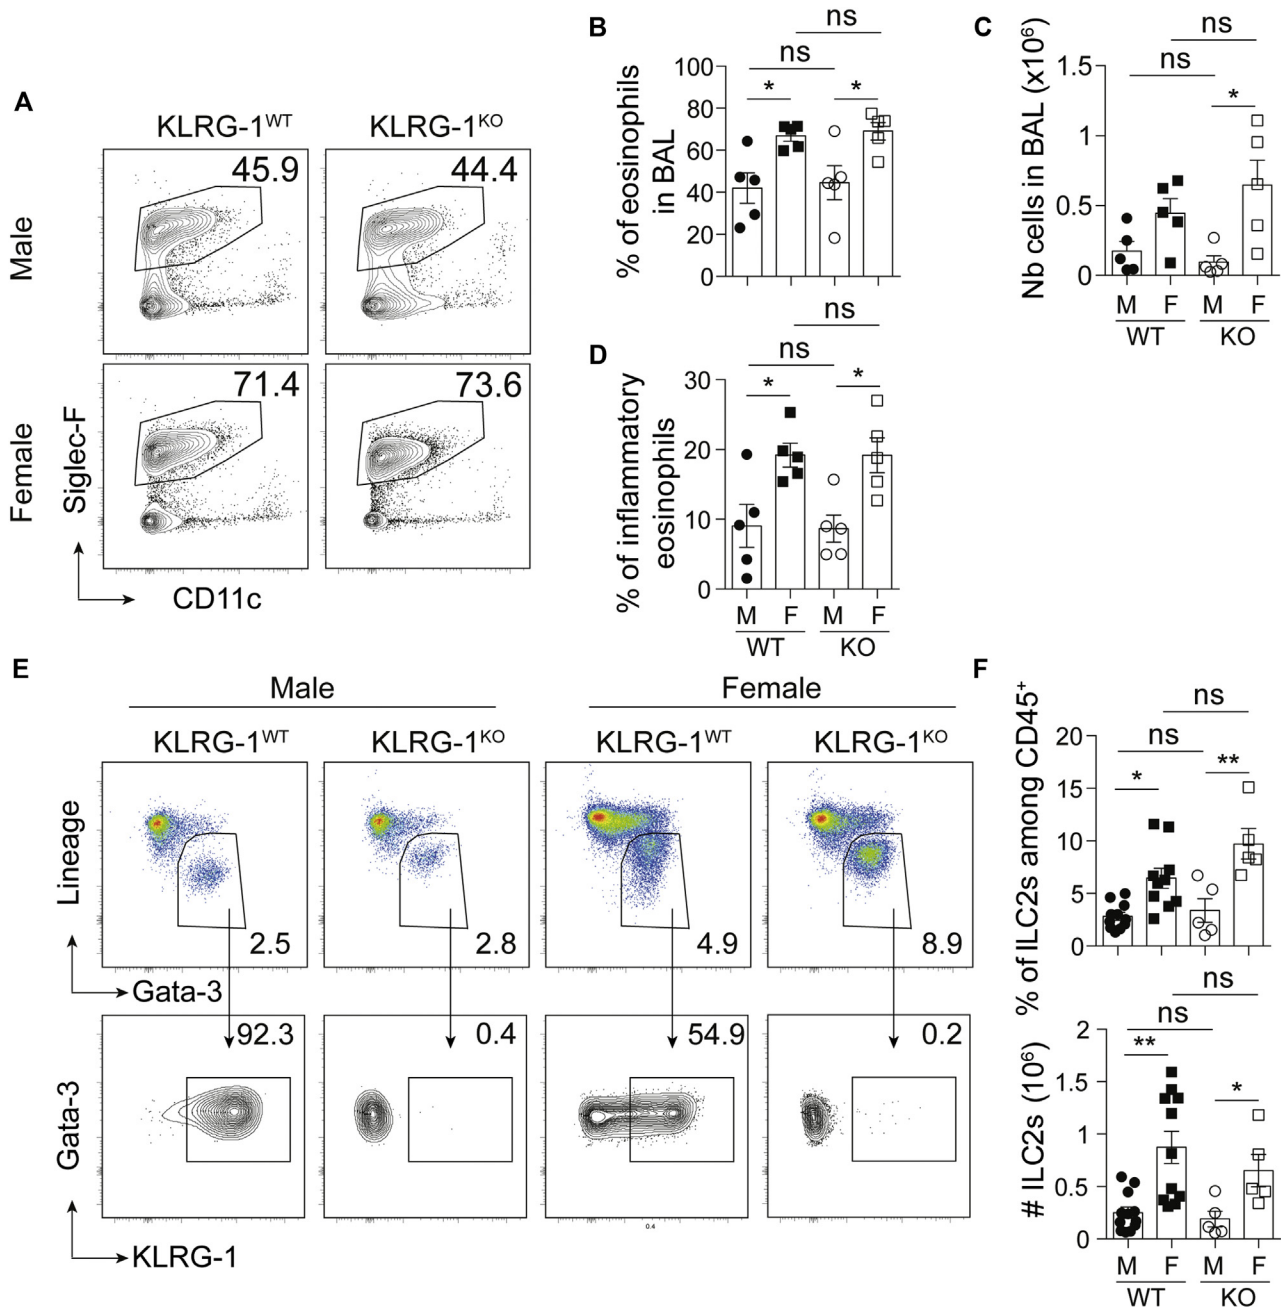 A
KLRG-1WT
KLRG-1KO
Male
45.9
44.4
Female
71.4
73.6
Siglec-F
CD11c
B
ns
ns
*
*
% of eosinophils
in BAL
100
80
60
40
20
0
C
ns
ns
*
Nb cells in BAL (x10⁶)
1.5
1
0.5
0
M F M F
WT KO
D
ns
ns
*
*
% of inflammatory
eosinophils
30
20
10
0
M F M F
WT KO
E
Male
Female
KLRG-1WT
KLRG-1KO
KLRG-1WT
KLRG-1KO
Lineage
2.5
2.8
4.9
8.9
Gata-3
92.3
0.4
54.9
0.2
Gata-3
0.4
KLRG-1
F
ns
ns
*
**
% of ILC2s among CD45⁺
20
15
10
5
0
ns
ns
**
*
# ILC2s (10⁶)
2
1.5
1
0.5
0
M F M F
WT KO